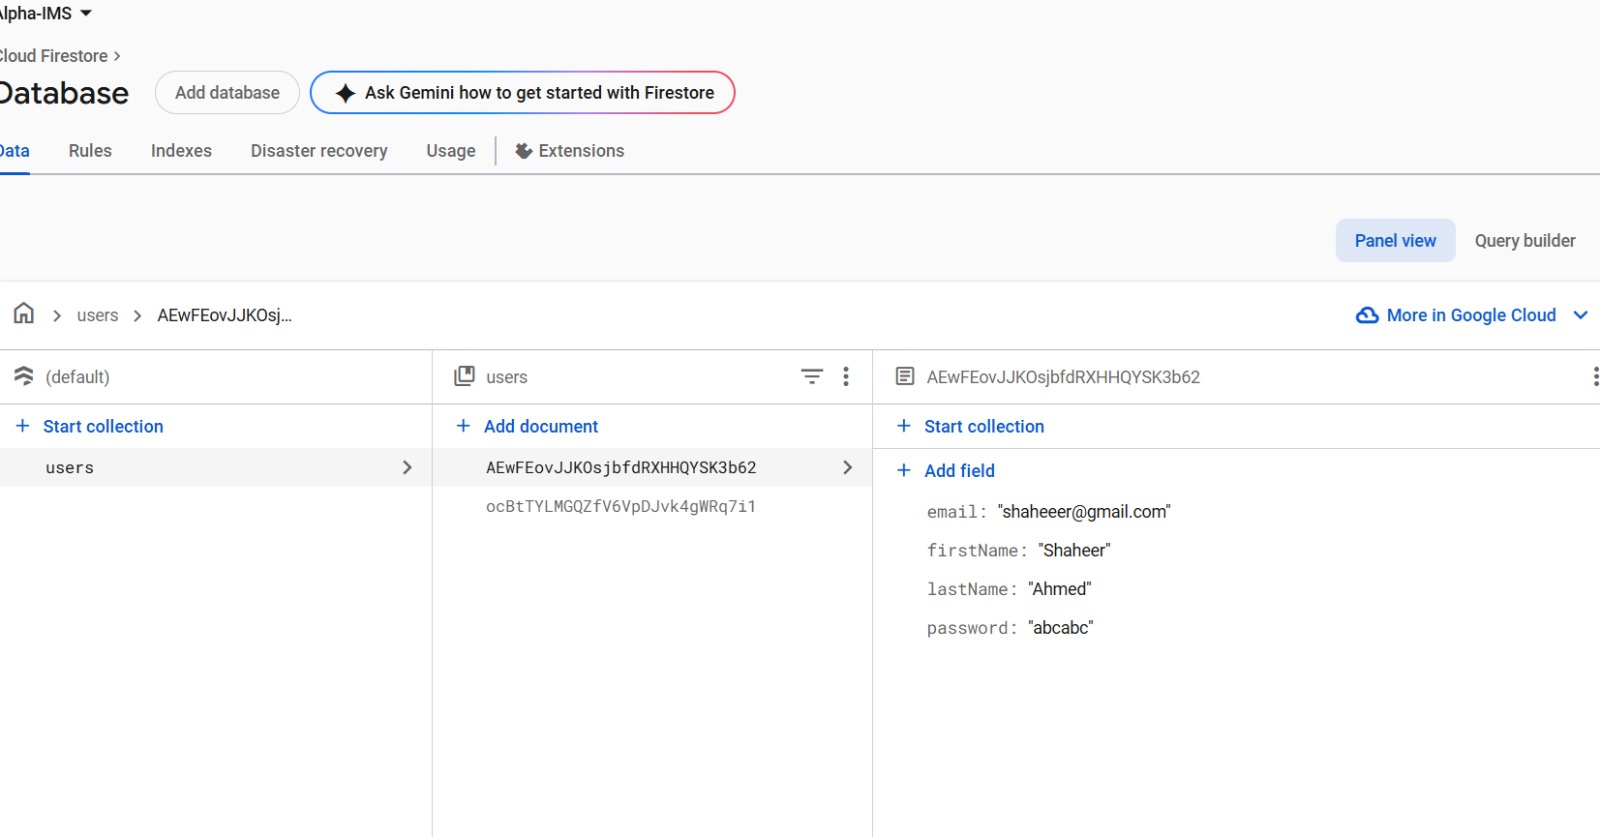 Alpha-IMS
Cloud Firestore >
Database Add database Ask Gemini how to get started with Firestore
Data Rules Indexes Disaster recovery Usage Extensions
Panel view Query builder
users AEwFEovJJKOsj... More in Google Cloud
(default) users AEwFEovJJKOsjbfdRXHHQYSK3b62
+ Start collection + Add document + Start collection
users AEwFEovJJKOsjbfdRXHHQYSK3b62 + Add field
ocBtTYLMGQZfV6VpDJvk4gWRq7i1
email: "shaheeer@gmail.com"
firstName: "Shaheer"
lastName: "Ahmed"
password: "abcabc"